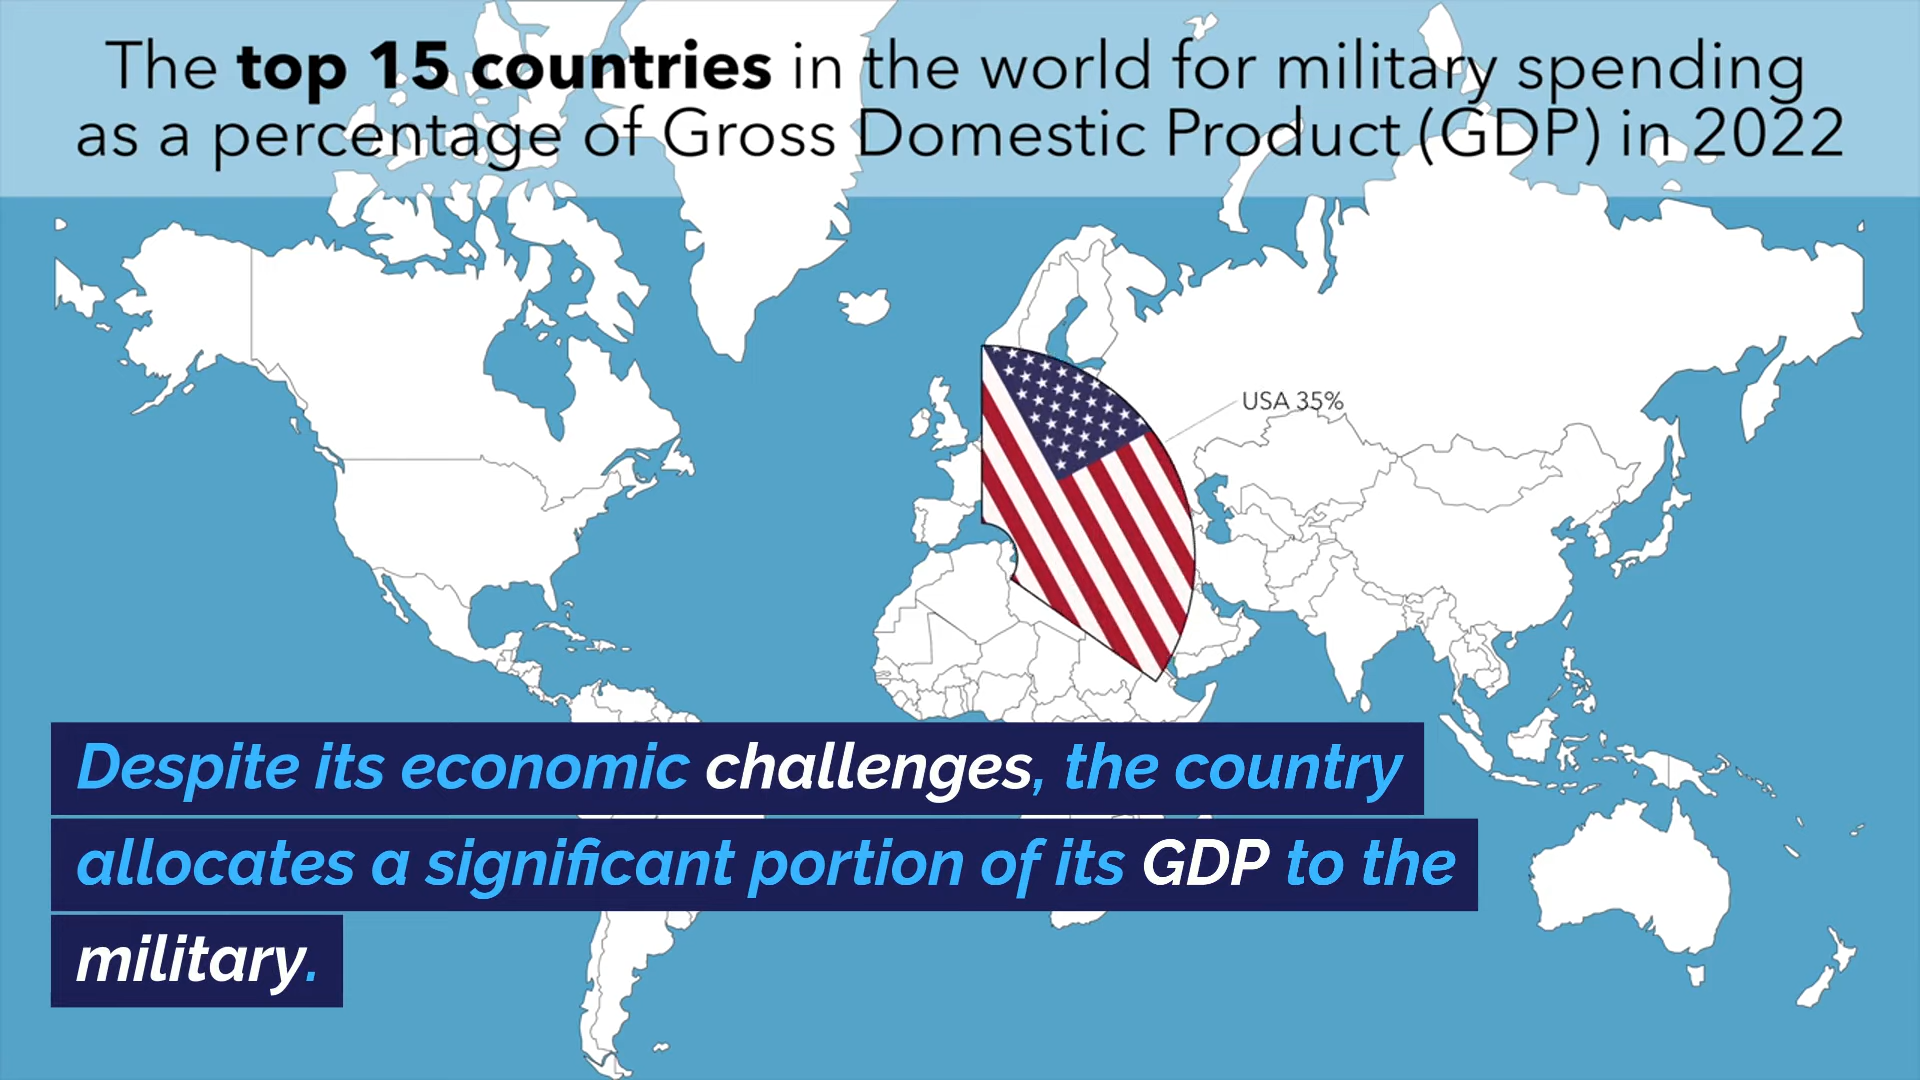 The top 15 countries in the world for military spending
as a percentage of Gross Domestic Product (GDP) in 2022
USA 35%
Despite its economic challenges, the country
allocates a significant portion of its GDP to the
military.